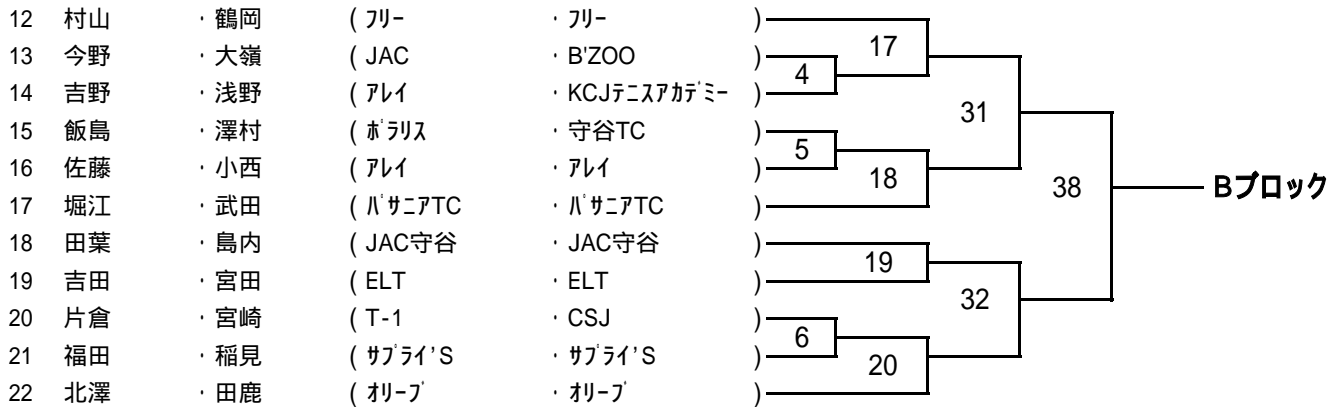 12 村山 ・鶴岡 ( ﾌﾘｰ ・ﾌﾘｰ )
17
13 今野 ・大嶺 ( JAC ・B'ZOO )
4
14 吉野 ・浅野 ( ｱﾚｲ ・KCJﾃﾆｽｱｶﾃﾞﾐｰ )
31
15 飯島 ・澤村 ( ﾎﾟﾗﾘｽ ・守谷TC )
5
16 佐藤 ・小西 ( ｱﾚｲ ・ｱﾚｲ )
18
38
Bブロック
17 堀江 ・武田 ( ﾊﾞｻﾆｱTC ・ﾊﾞｻﾆｱTC )
18 田葉 ・島内 ( JAC守谷 ・JAC守谷 )
19
19 吉田 ・宮田 ( ELT ・ELT )
32
20 片倉 ・宮崎 ( T-1 ・CSJ )
6
21 福田 ・稲見 ( ｻﾌﾟﾗｲ'S ・ｻﾌﾟﾗｲ'S )
20
22 北澤 ・田鹿 ( ｵﾘｰﾌﾞ ・ｵﾘｰﾌﾞ )